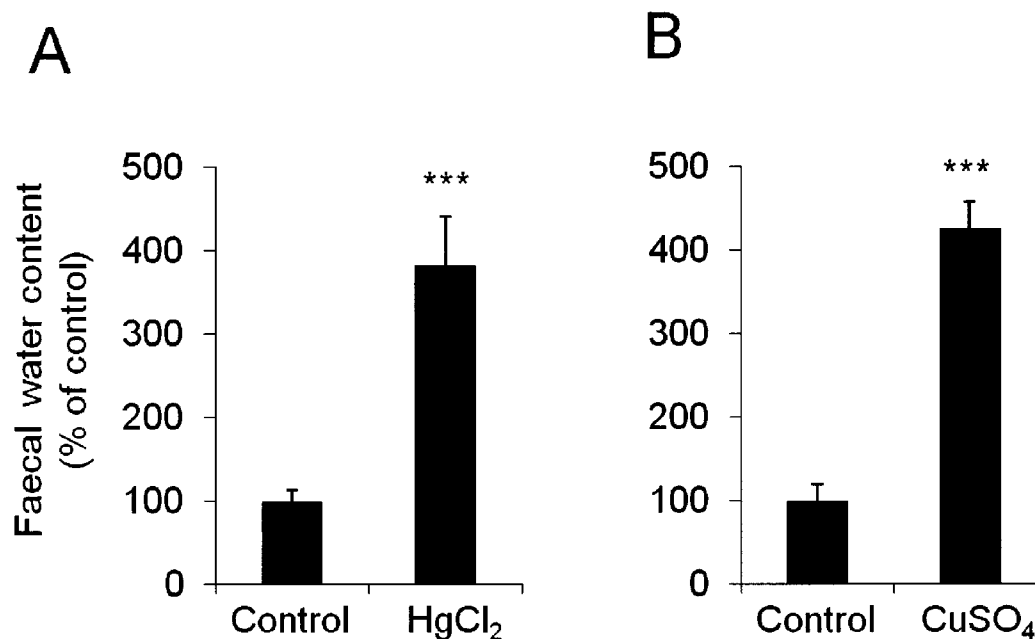 A
B
Faecal water content
(% of control)
500
400
300
200
100
0
***
Control
HgCl₂
500
400
300
200
100
0
***
Control
CuSO₄